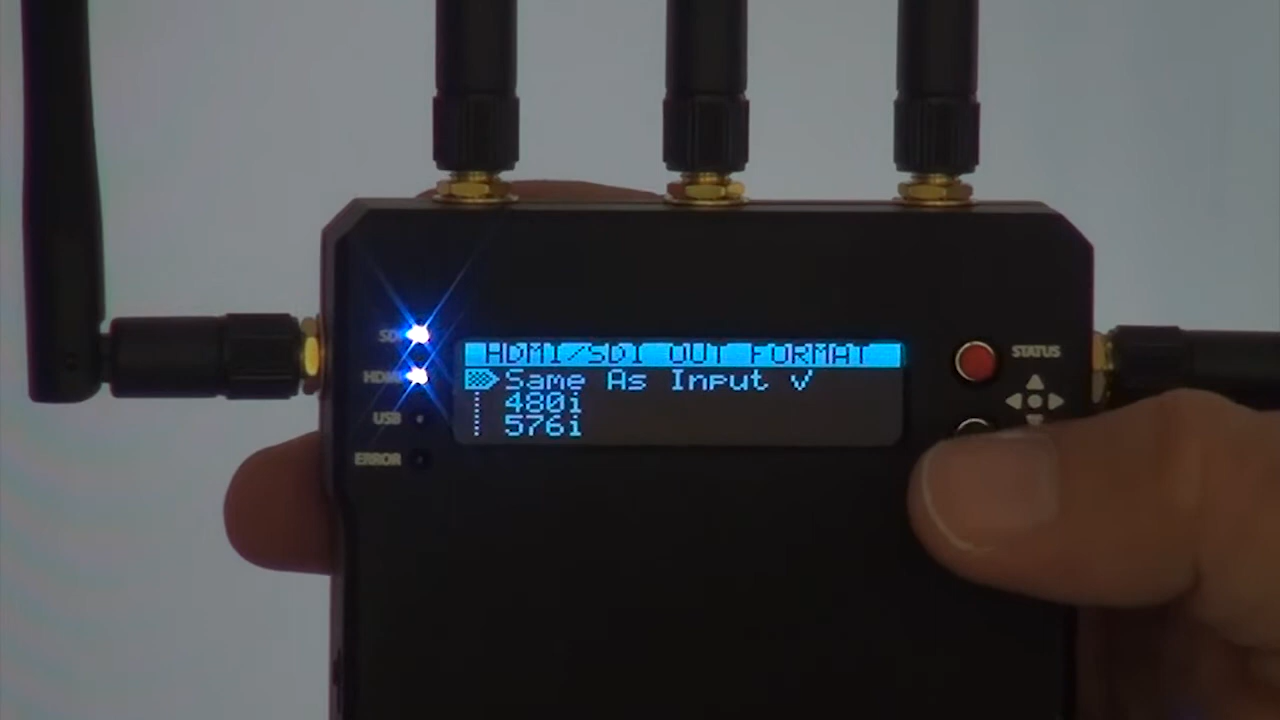 SDI
HDMI
USB
ERROR
HDMI/SDI OUT FORMAT
Same As Input √
480i
576i
STATUS